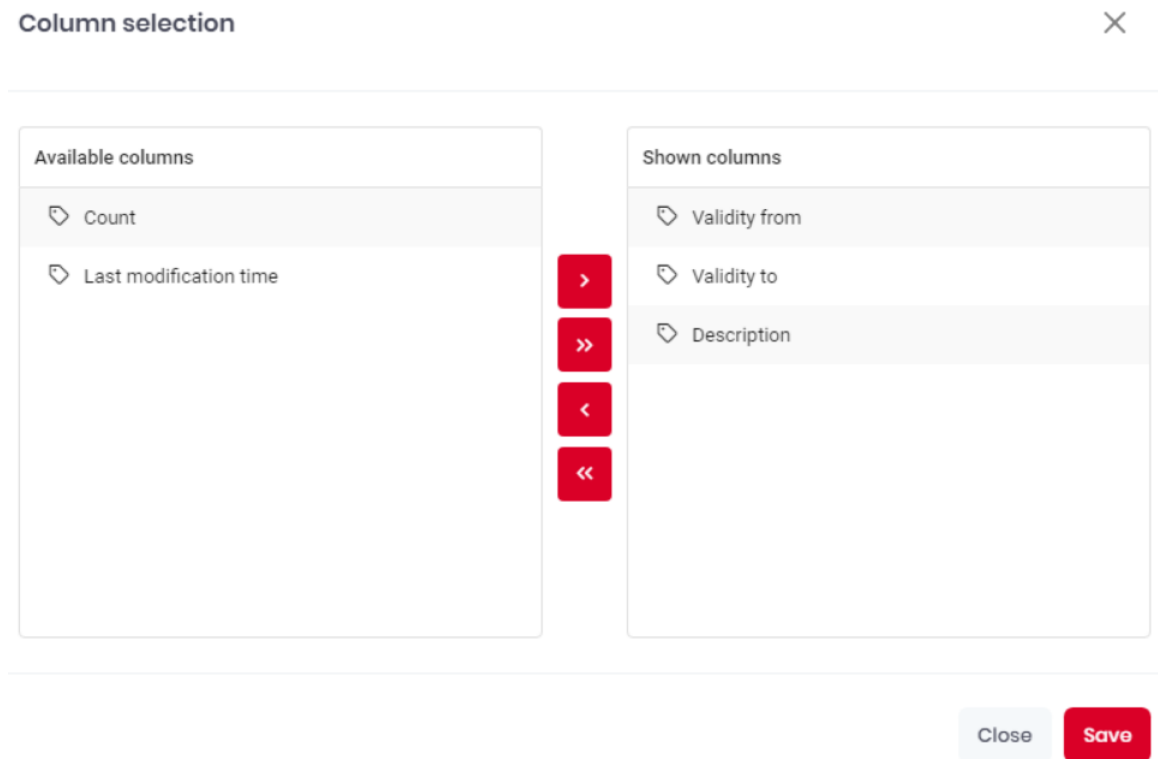 Column selection
Available columns
Count
Last modification time
Shown columns
Validity from
Validity to
Description
Close
Save